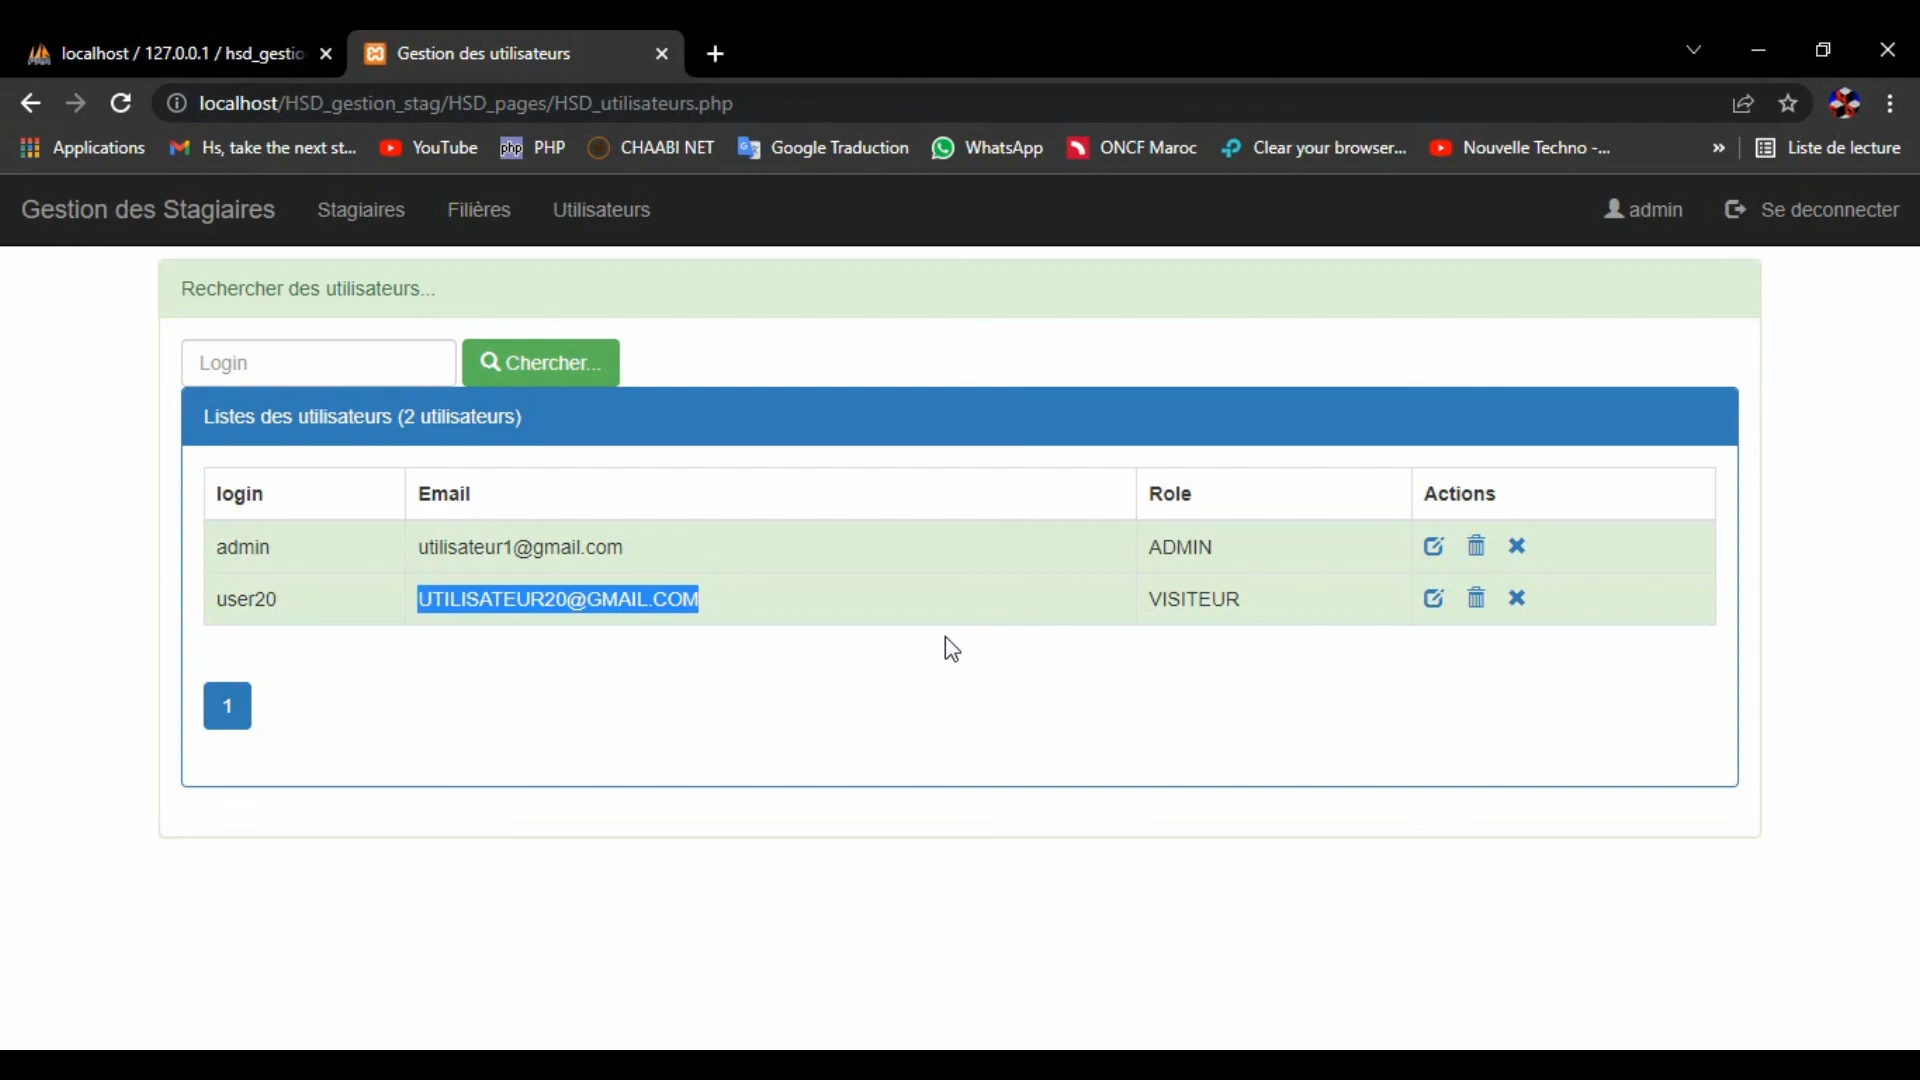 localhost / 127.0.0.1 / hsd_gestio
Gestion des utilisateurs
localhost/HSD_gestion_stag/HSD_pages/HSD_utilisateurs.php
Applications Hs, take the next st... YouTube php PHP CHAABI NET Google Traduction WhatsApp ONCF Maroc Clear your browser... Nouvelle Techno -... » Liste de lecture
Gestion des Stagiaires Stagiaires Filières Utilisateurs admin Se deconnecter
Rechercher des utilisateurs...
Login Chercher...
Listes des utilisateurs (2 utilisateurs)
login Email Role Actions
admin utilisateur1@gmail.com ADMIN
user20 UTILISATEUR20@GMAIL.COM VISITEUR
1